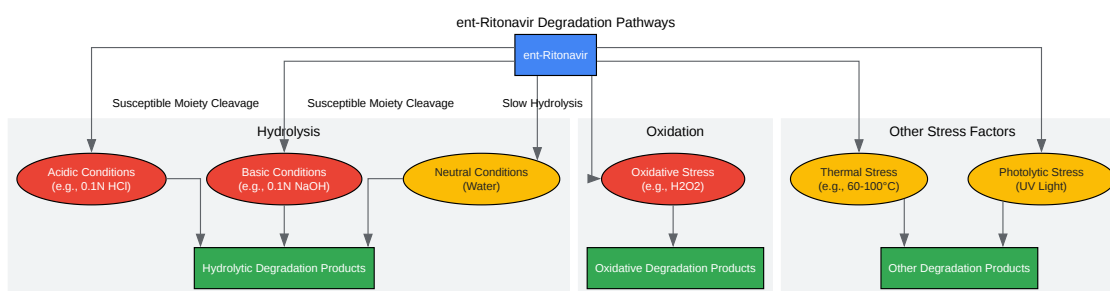 ent-Ritonavir Degradation Pathways
ent-Ritonavir
Susceptible Moiety Cleavage
Susceptible Moiety Cleavage
Slow Hydrolysis
Hydrolysis
Oxidation
Other Stress Factors
Acidic Conditions
(e.g., 0.1N HCl)
Basic Conditions
(e.g., 0.1N NaOH)
Neutral Conditions
(Water)
Oxidative Stress
(e.g., H2O2)
Thermal Stress
(e.g., 60-100°C)
Photolytic Stress
(UV Light)
Hydrolytic Degradation Products
Oxidative Degradation Products
Other Degradation Products